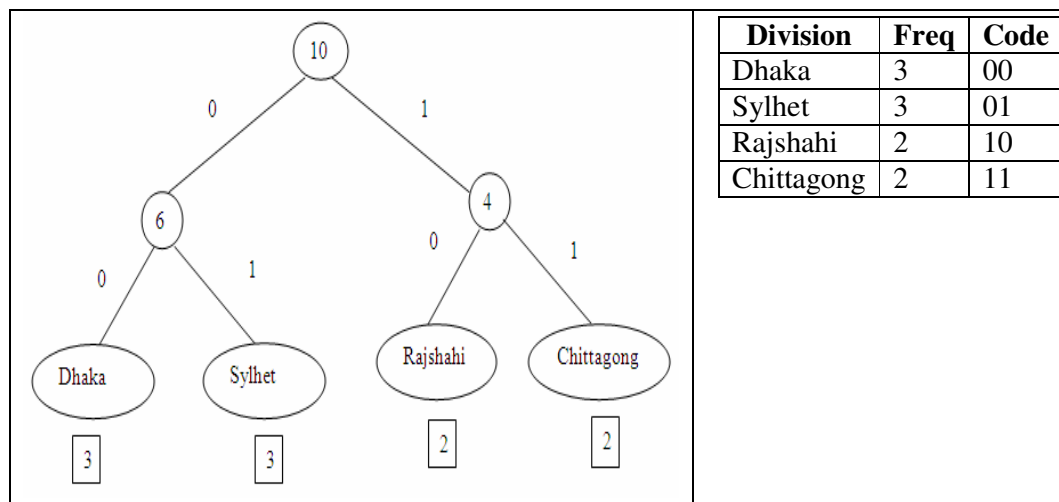 10
0 1
6 4
0 1 0 1
Dhaka Sylhet Rajshahi Chittagong
3 3 2 2
Division Freq Code
Dhaka 3 00
Sylhet 3 01
Rajshahi 2 10
Chittagong 2 11